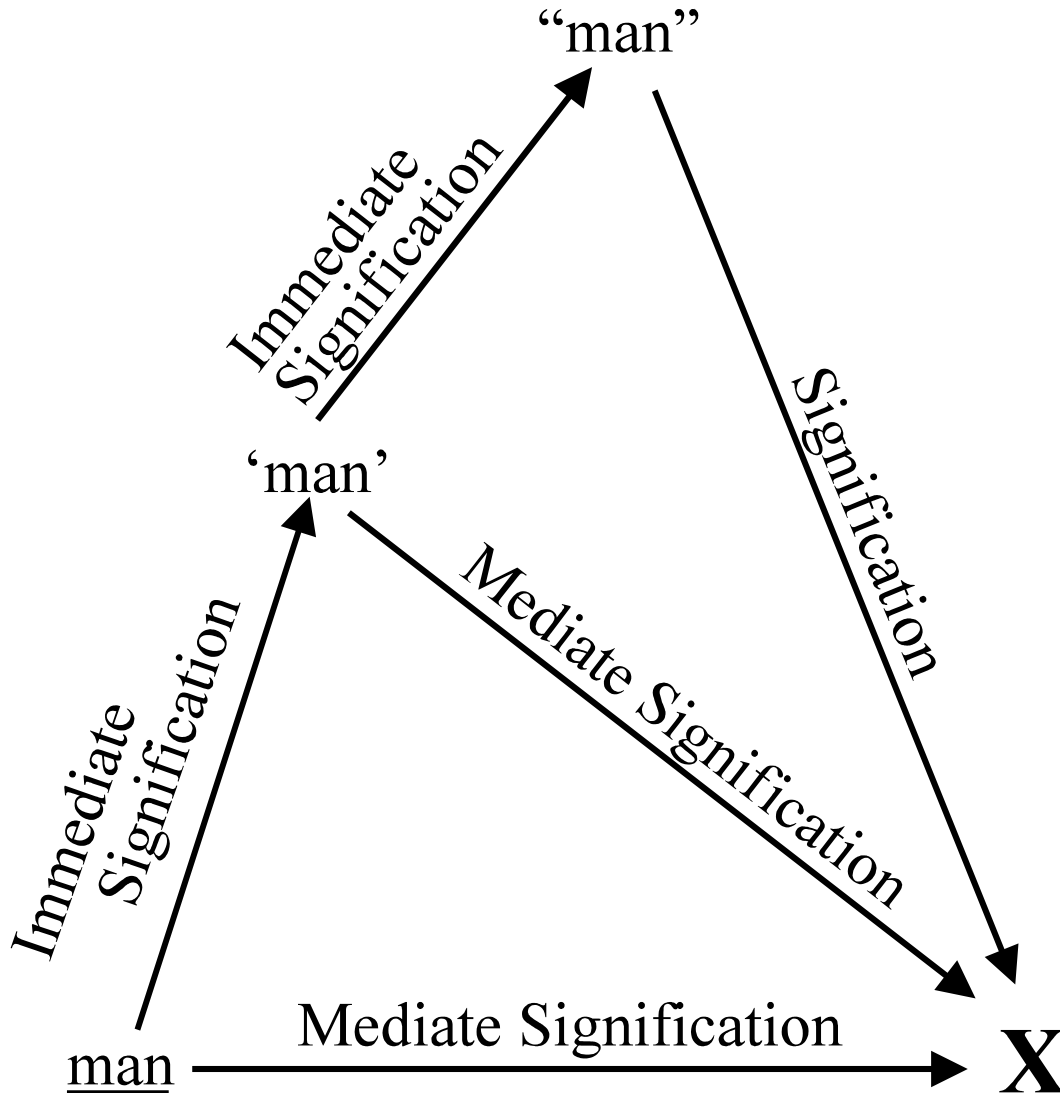 “man”
Immediate
Signification
Signification
‘man’
Mediate Signification
Immediate
Signification
Mediate Signification
man
X